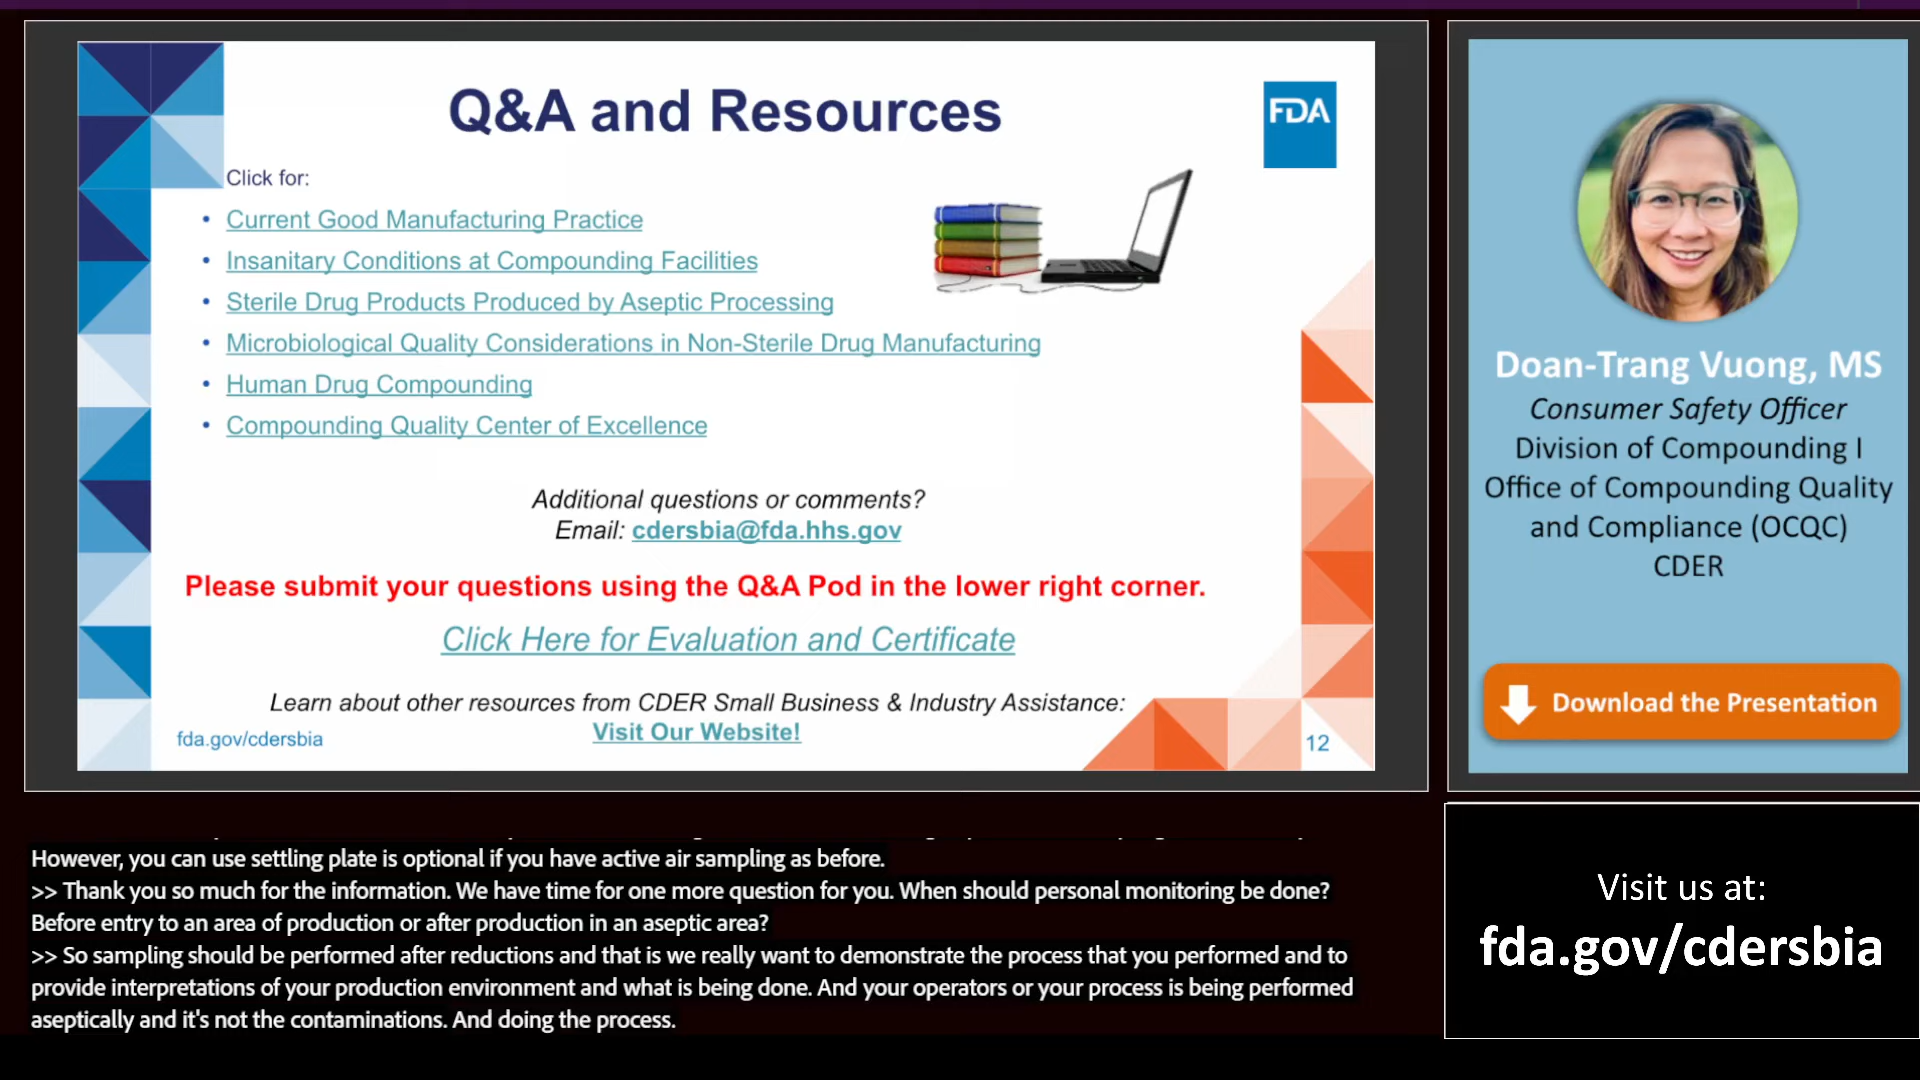 Q&A and Resources
FDA
Click for:
• Current Good Manufacturing Practice
• Insanitary Conditions at Compounding Facilities
• Sterile Drug Products Produced by Aseptic Processing
• Microbiological Quality Considerations in Non-Sterile Drug Manufacturing
• Human Drug Compounding
• Compounding Quality Center of Excellence
Additional questions or comments?
Email: cdersbia@fda.hhs.gov
Please submit your questions using the Q&A Pod in the lower right corner.
Click Here for Evaluation and Certificate
Learn about other resources from CDER Small Business & Industry Assistance:
Visit Our Website!
fda.gov/cdersbia
12
Doan-Trang Vuong, MS
Consumer Safety Officer
Division of Compounding I
Office of Compounding Quality
and Compliance (OCQC)
CDER
Download the Presentation
However, you can use settling plate is optional if you have active air sampling as before.
>> Thank you so much for the information. We have time for one more question for you. When should personal monitoring be done?
Before entry to an area of production or after production in an aseptic area?
>> So sampling should be performed after reductions and that is we really want to demonstrate the process that you performed and to
provide interpretations of your production environment and what is being done. And your operators or your process is being performed
aseptically and it's not the contaminations. And doing the process.
Visit us at:
fda.gov/cdersbia